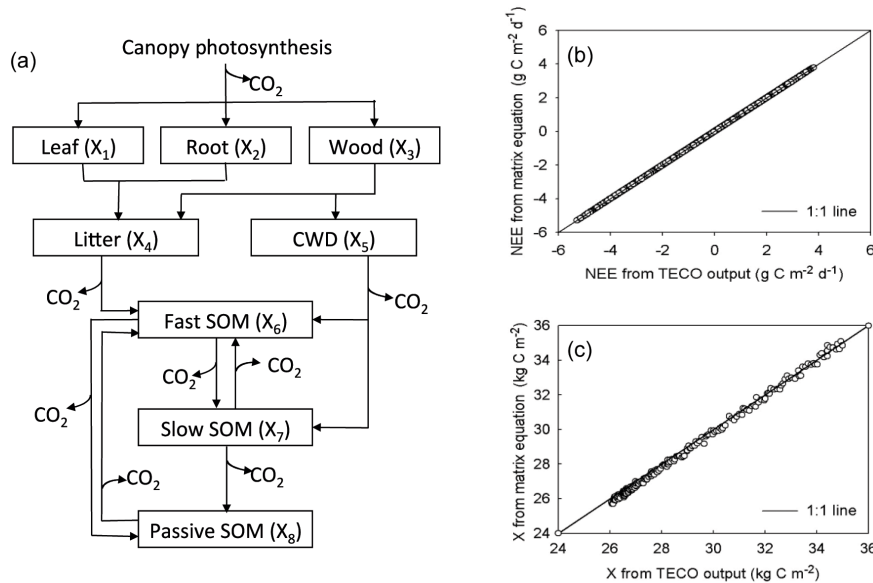 (a)
Canopy photosynthesis
CO2
Leaf (X1)
Root (X2)
Wood (X3)
Litter (X4)
CWD (X5)
CO2
CO2
Fast SOM (X6)
CO2
CO2
CO2
Slow SOM (X7)
CO2
CO2
Passive SOM (X8)
(b)
NEE from matrix equation (g C m-2 d-1)
6
4
2
0
-2
-4
-6
1:1 line
-6 -4 -2 0 2 4 6
NEE from TECO output (g C m-2 d-1)
(c)
X from matrix equation (kg C m-2)
36
34
32
30
28
26
24
1:1 line
24 26 28 30 32 34 36
X from TECO output (kg C m-2)